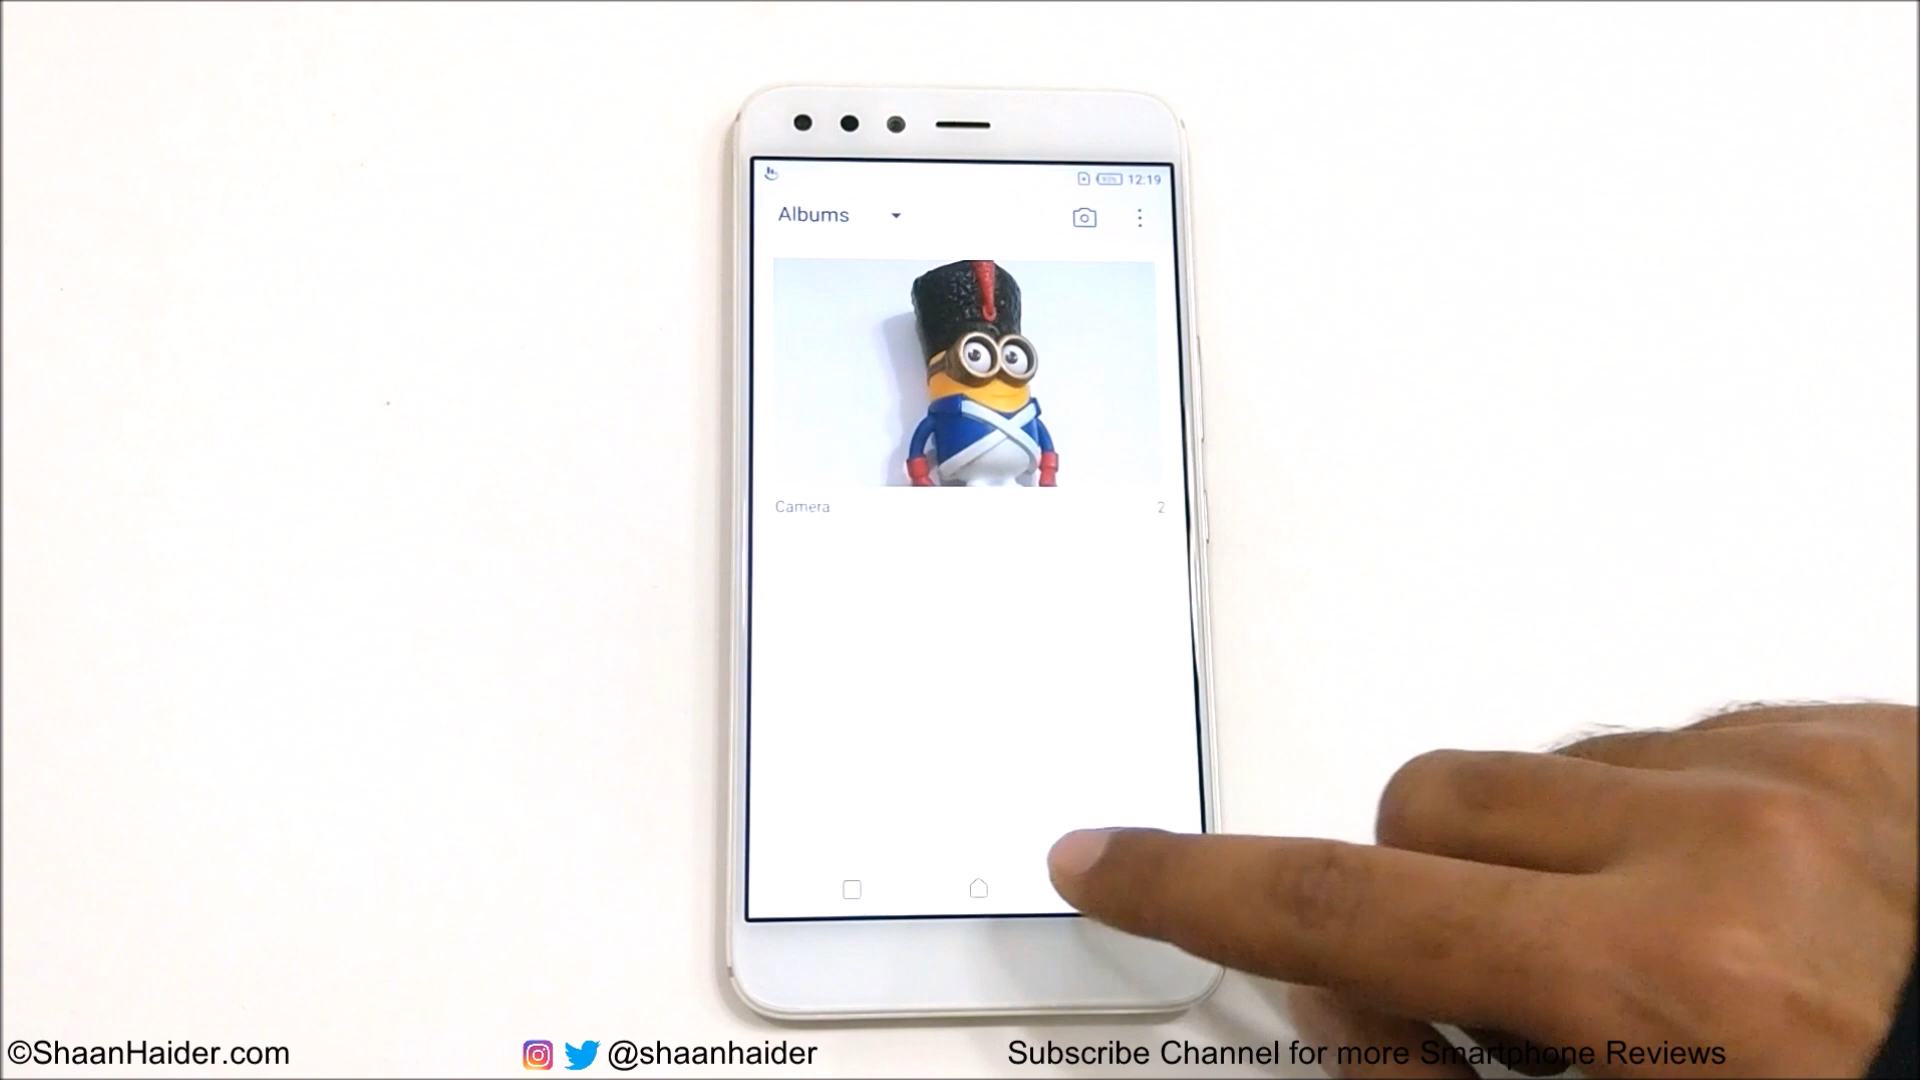 12:19
Albums
Camera 2
©ShaanHaider.com @shaanhaider Subscribe Channel for more Smartphone Reviews